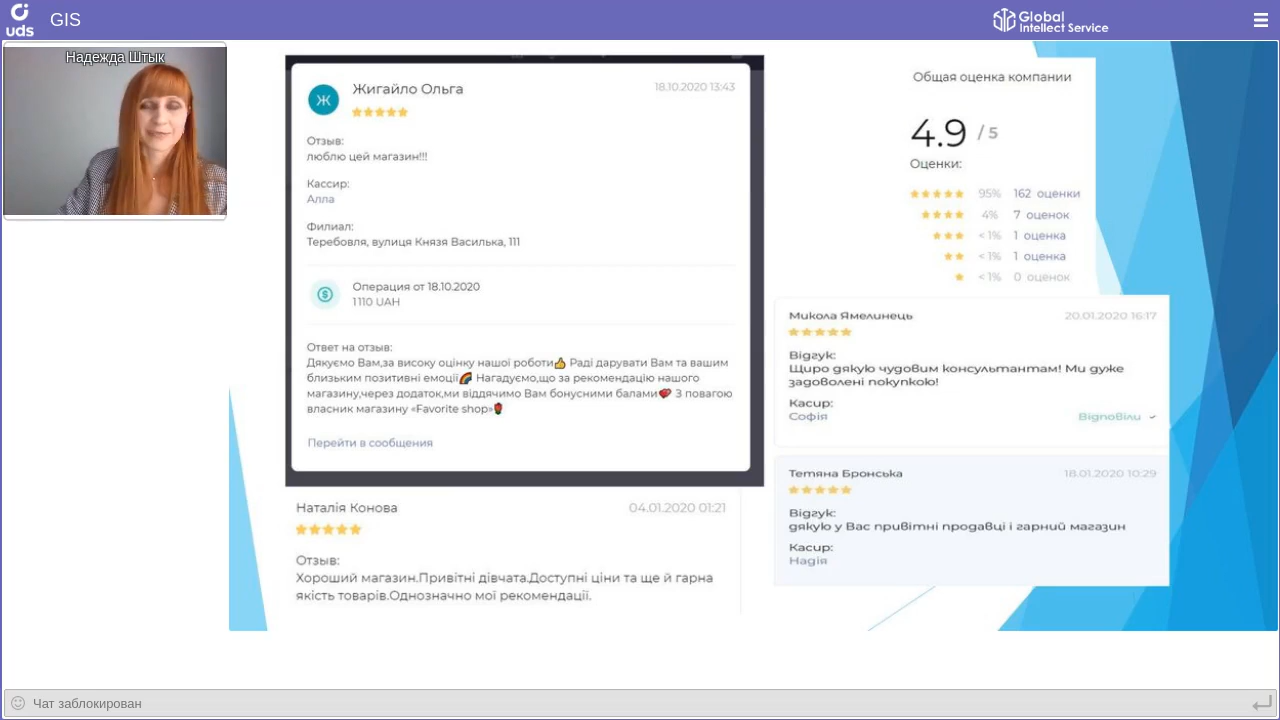 uds
GIS
Global
Intellect Service
Надежда Штык
Ж
Жигайло Ольга
18.10.2020 13:43
Отзыв:
люблю цей магазин!!!
Кассир:
Алла
Филиал:
Теребовля, вулиця Князя Василька, 111
Операция от 18.10.2020
1 110 UAH
Ответ на отзыв:
Дякуємо Вам,за високу оцінку нашої роботи👍 Раді дарувати Вам та вашим
близьким позитивні емоції🌈 Нагадуємо,що за рекомендацію нашого
магазину,через додаток,ми віддячимо Вам бонусними балами💝 З повагою
власник магазину «Favorite shop»🌹
Перейти в сообщения
Наталія Конова
04.01.2020 01:21
Отзыв:
Хороший магазин.Привітні дівчата.Доступні ціни та ще й гарна
якість товарів.Однозначно мої рекомендації.
Общая оценка компании
4.9 / 5
Оценки:
95% 162 оценки
4% 7 оценок
< 1% 1 оценка
< 1% 1 оценка
< 1% 0 оценок
Микола Ямелинець
20.01.2020 16:17
Відгук:
Щиро дякую чудовим консультантам! Ми дуже
задоволені покупкою!
Касир:
Софія
Відповіли
Тетяна Бронська
18.01.2020 10:29
Відгук:
дякую у Вас привітні продавці і гарний магазин
Касир:
Надія
Чат заблокирован